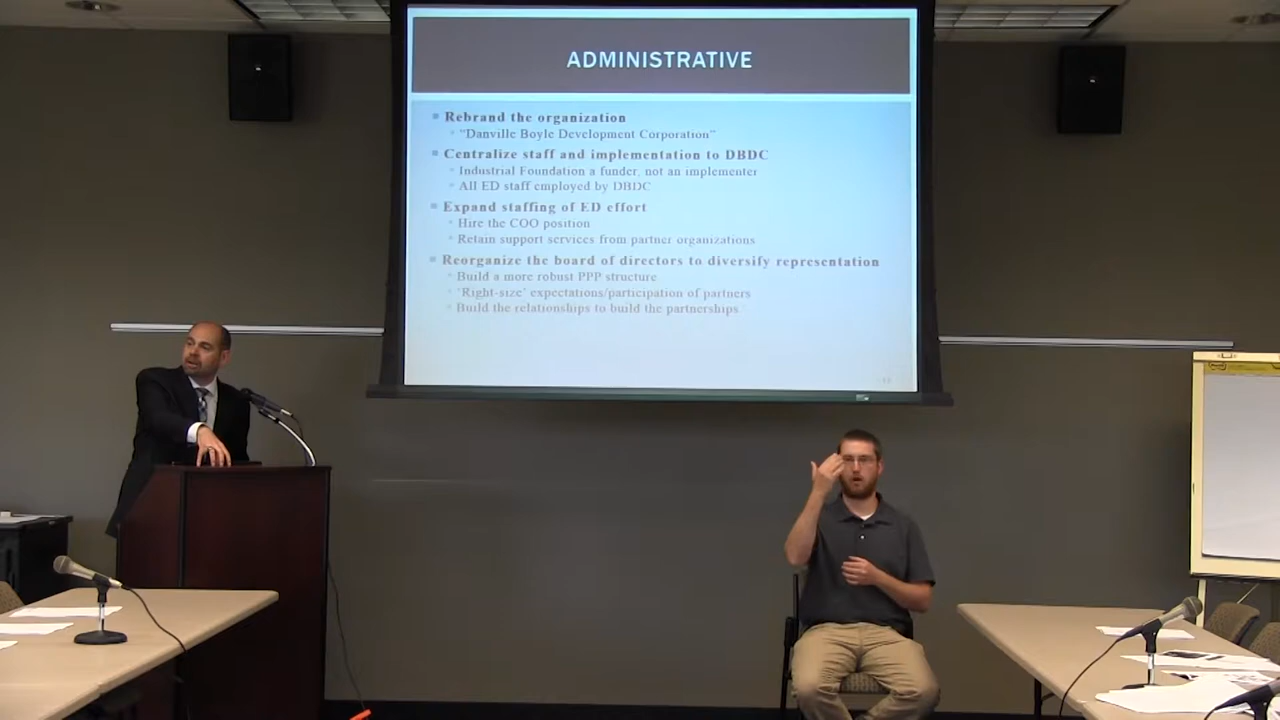 ADMINISTRATIVE
Rebrand the organization
"Danville Boyle Development Corporation"
Centralize staff and implementation to DBDC
Industrial Foundation a funder, not an implementer
All ED staff employed by DBDC
Expand staffing of ED effort
Hire the COO position
Retain support services from partner organizations
Reorganize the board of directors to diversify representation
Build a more robust PPP structure
'Right-size' expectations/participation of partners
Build the relationships to build the partnerships